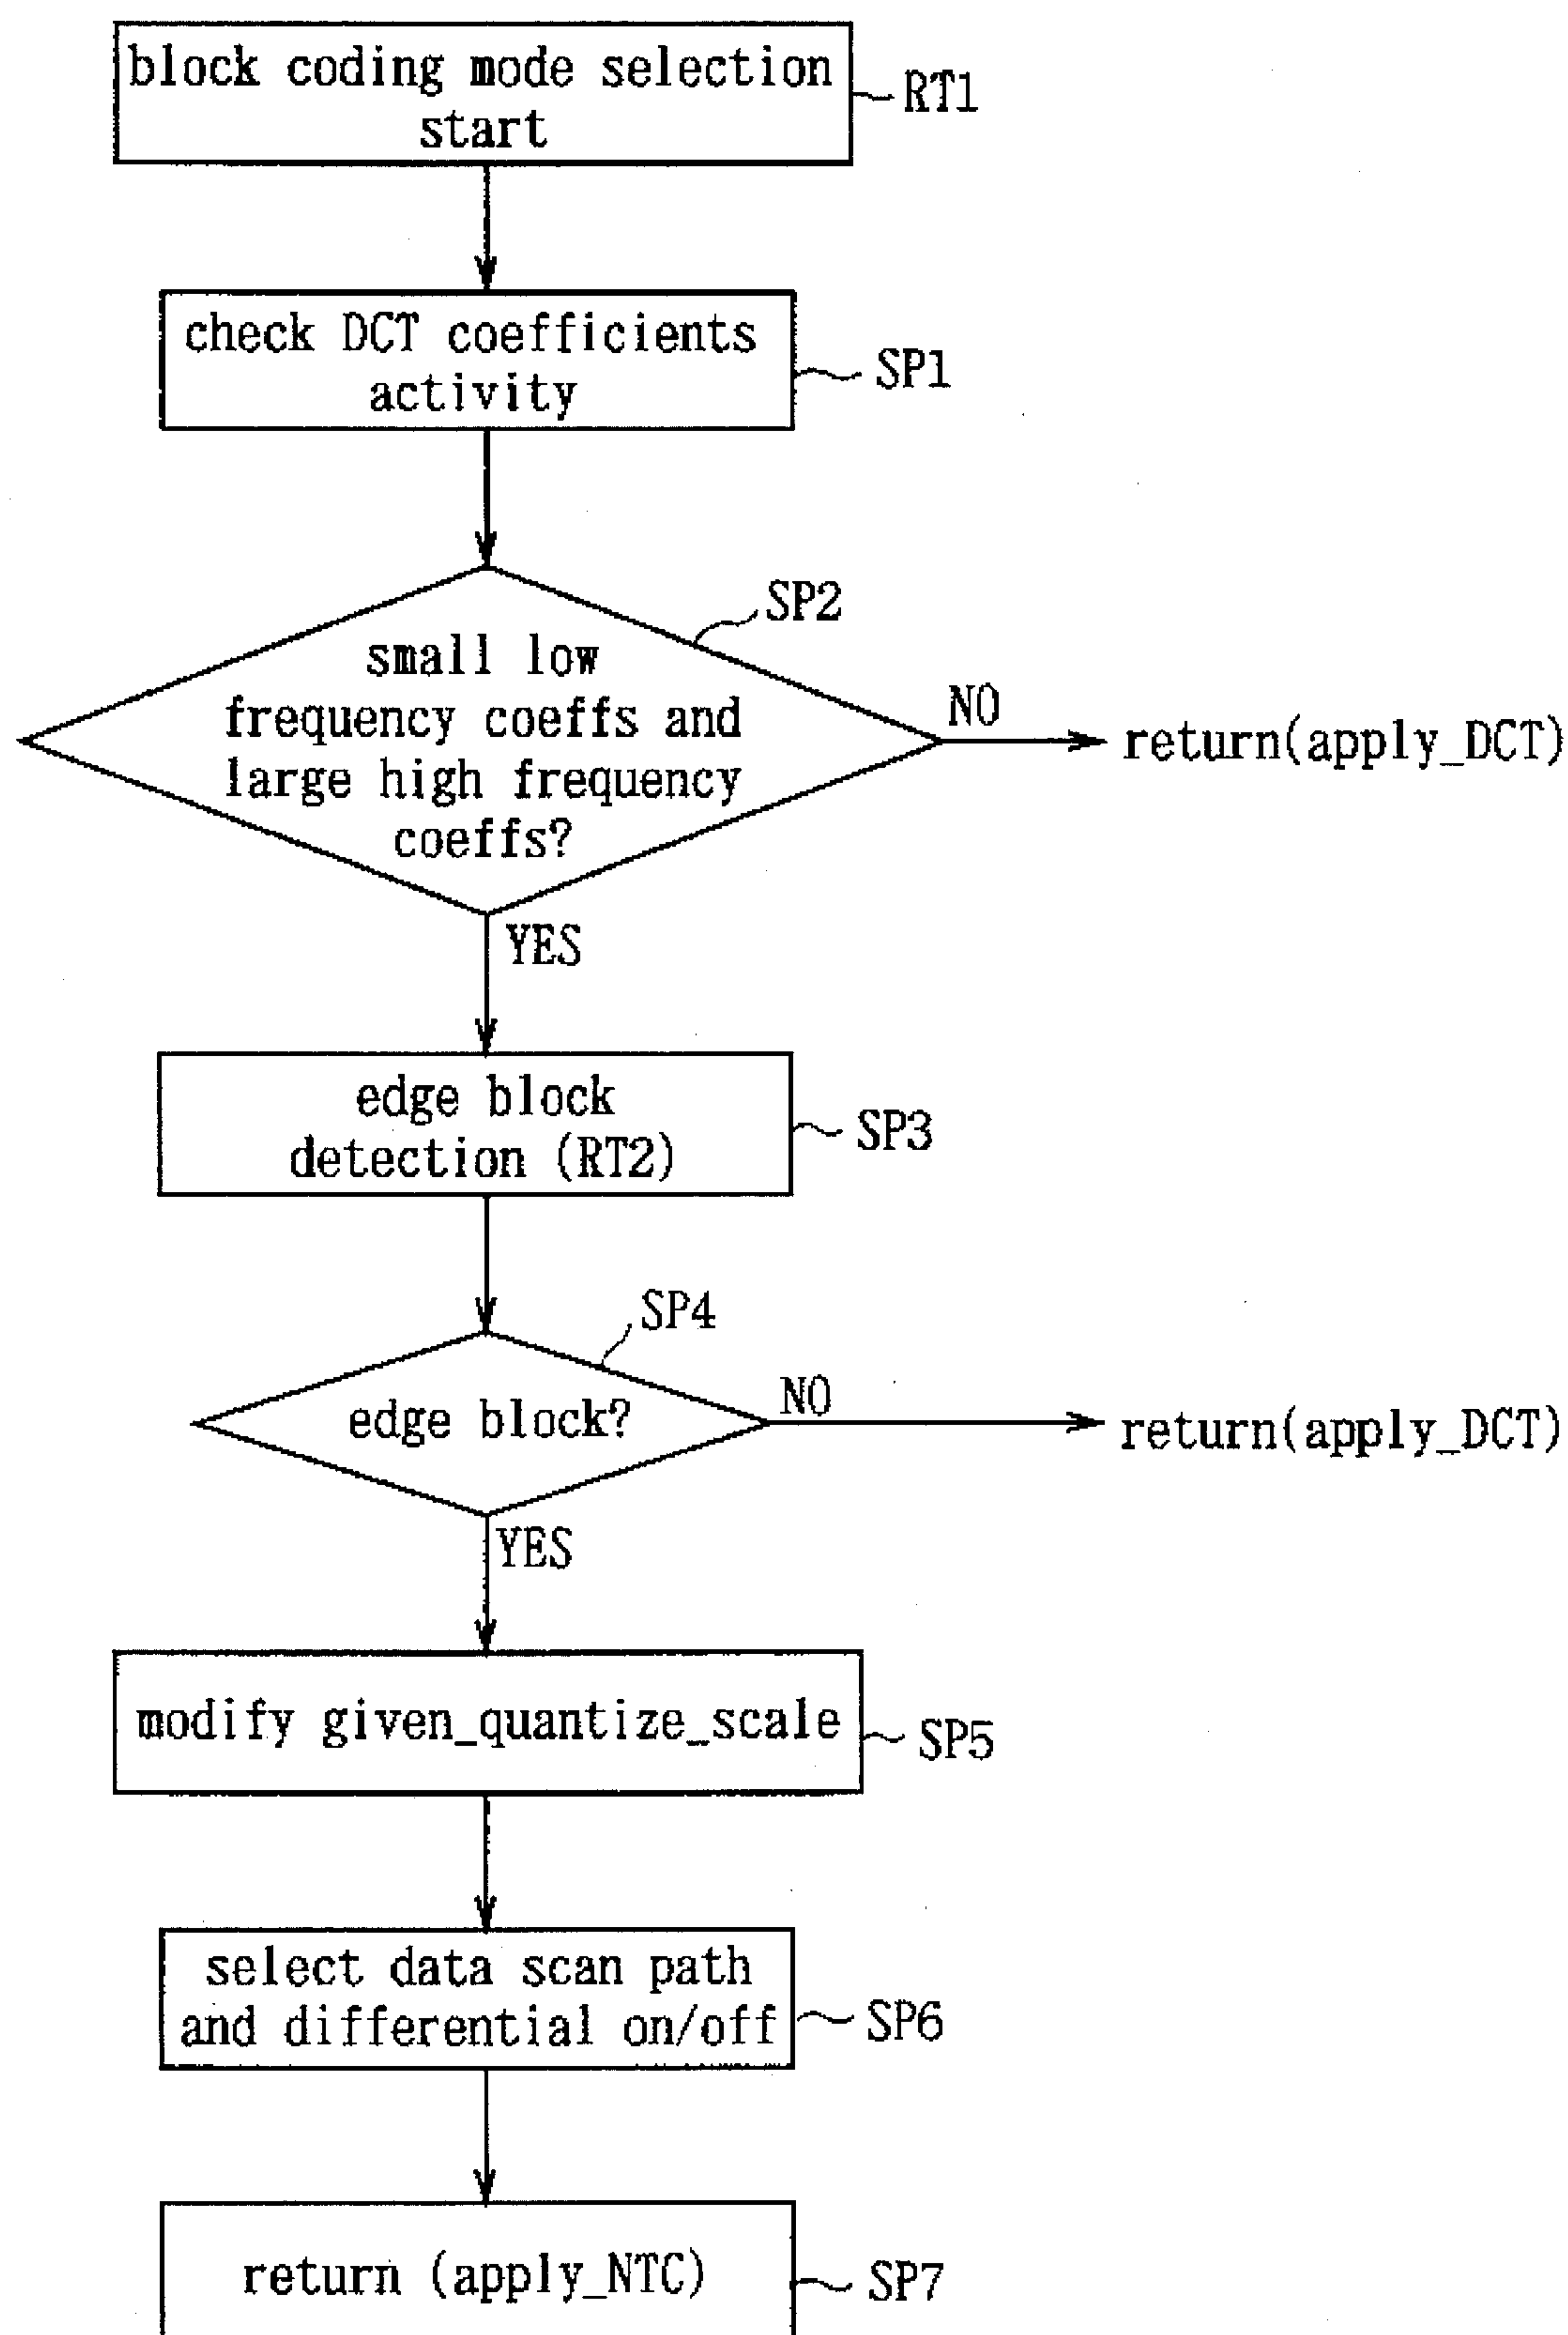 block coding mode selection
start
RT1
check DCT coefficients
activity
SP1
SP2
small low
frequency coeffs and
large high frequency
coeffs?
NO
return(apply_DCT)
YES
edge block
detection (RT2)
SP3
SP4
edge block?
NO
return(apply_DCT)
YES
modify given_quantize_scale
SP5
select data scan path
and differential on/off
SP6
return (apply_NTC)
SP7